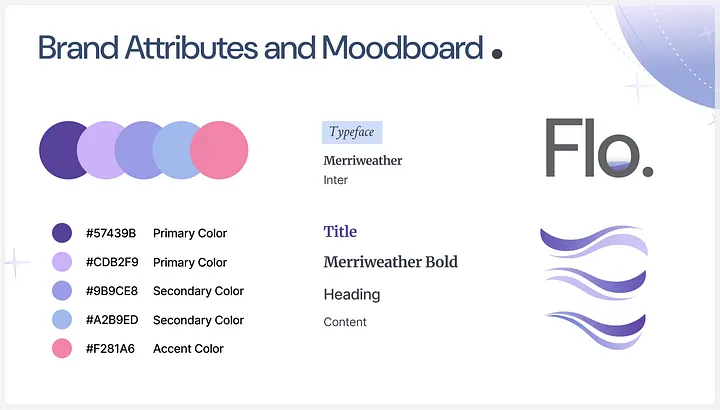 Brand Attributes and Moodboard
#57439B Primary Color
#CDB2F9 Primary Color
#9B9CE8 Secondary Color
#A2B9ED Secondary Color
#F281A6 Accent Color
Typeface
Merriweather
Inter
Title
Merriweather Bold
Heading
Content
Flo.